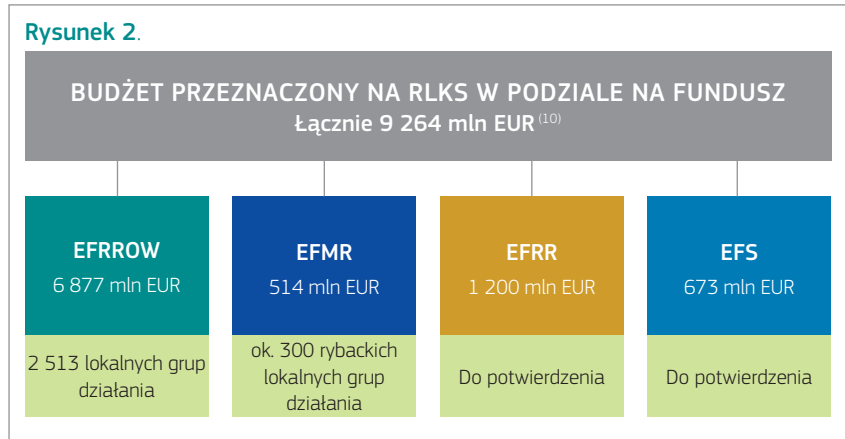 Rysunek 2.
BUDŻET PRZEZNACZONY NA RLKS W PODZIALE NA FUNDUSZ
Łącznie 9 264 mln EUR (10)
EFRROW
6 877 mln EUR
2 513 lokalnych grup
działania
EFMR
514 mln EUR
ok. 300 rybackich
lokalnych grup
działania
EFRR
1 200 mln EUR
Do potwierdzenia
EFS
673 mln EUR
Do potwierdzenia